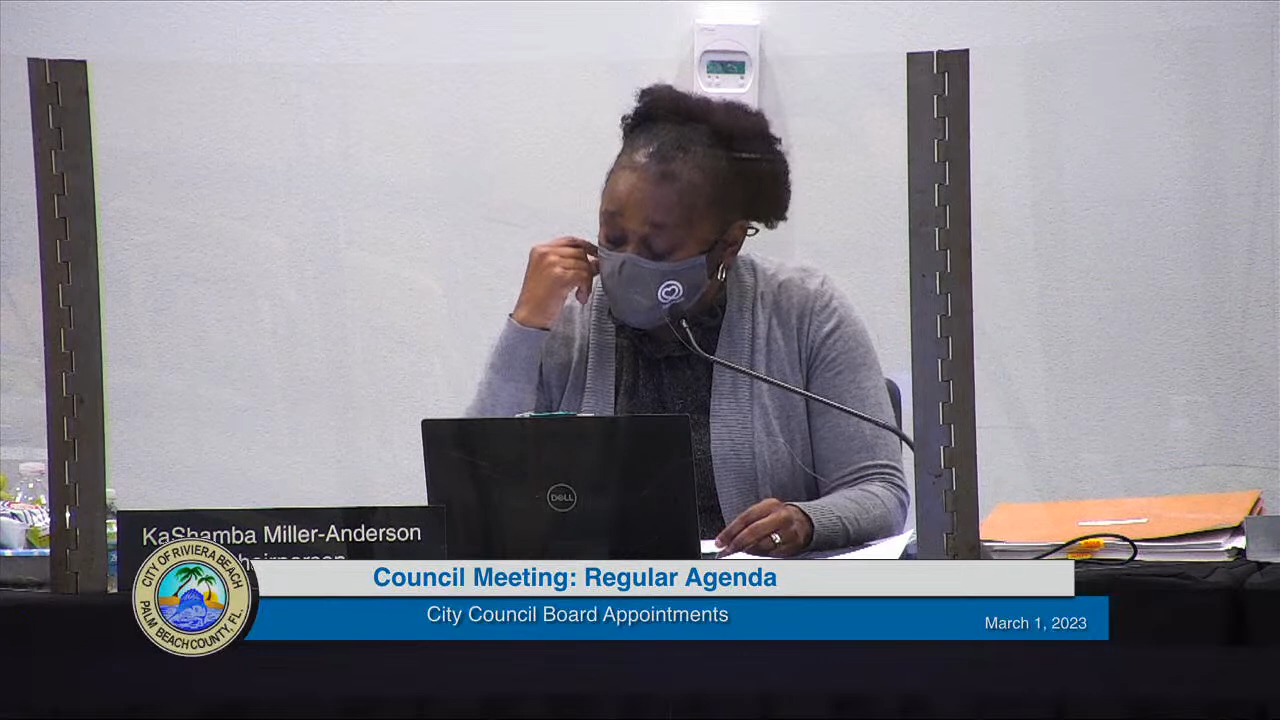 KaShamba Miller-Anderson
DELL
CITY OF RIVIERA BEACH
PALM BEACH COUNTY, FL.
Council Meeting: Regular Agenda
City Council Board Appointments
March 1, 2023